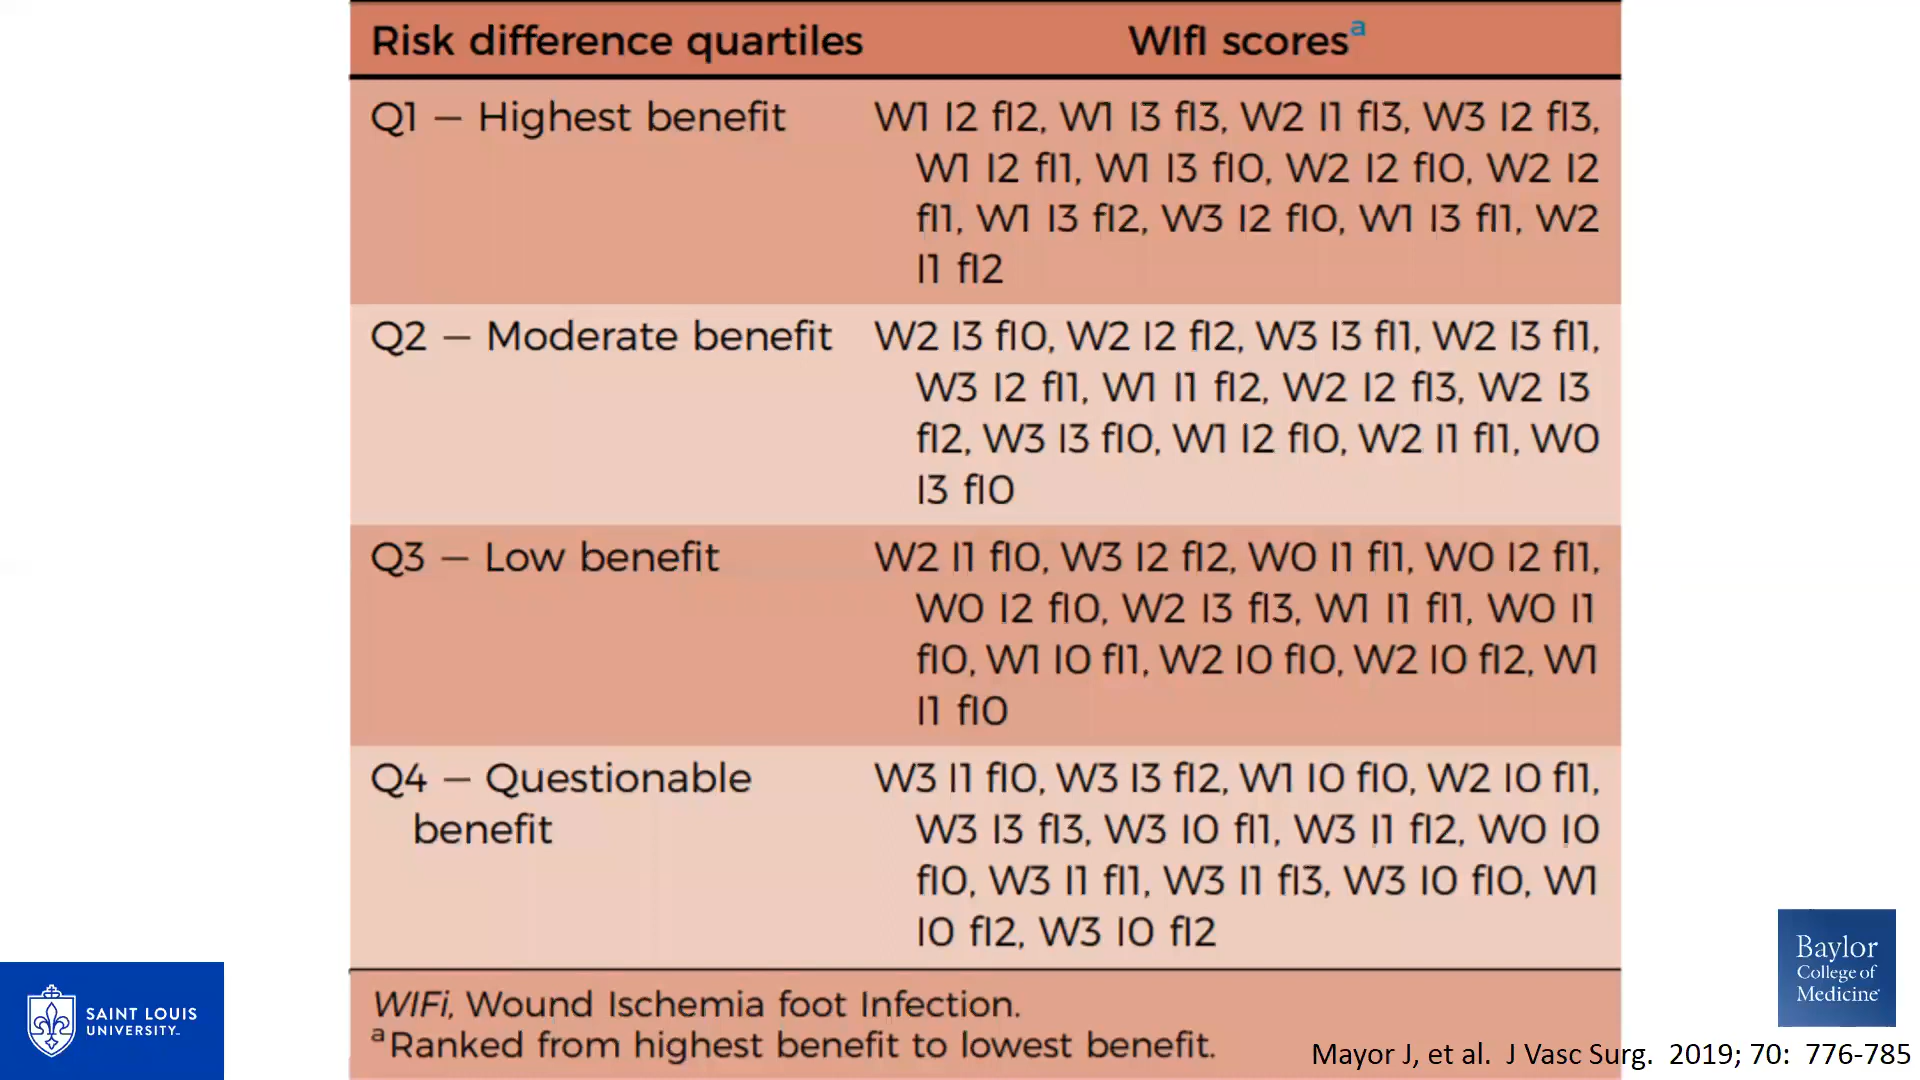 Risk difference quartiles WIfI scoresᵃ
Q1 — Highest benefit W1 I2 fI2, W1 I3 fI3, W2 I1 fI3, W3 I2 fI3,
W1 I2 fI1, W1 I3 fI0, W2 I2 fI0, W2 I2
fI1, W1 I3 fI2, W3 I2 fI0, W1 I3 fI1, W2
I1 fI2
Q2 — Moderate benefit W2 I3 fI0, W2 I2 fI2, W3 I3 fI1, W2 I3 fI1,
W3 I2 fI1, W1 I1 fI2, W2 I2 fI3, W2 I3
fI2, W3 I3 fI0, W1 I2 fI0, W2 I1 fI1, W0
I3 fI0
Q3 — Low benefit W2 I1 fI0, W3 I2 fI2, W0 I1 fI1, W0 I2 fI1,
W0 I2 fI0, W2 I3 fI3, W1 I1 fI1, W0 I1
fI0, W1 I0 fI1, W2 I0 fI0, W2 I0 fI2, W1
I1 fI0
Q4 — Questionable W3 I1 fI0, W3 I3 fI2, W1 I0 fI0, W2 I0 fI1,
benefit W3 I3 fI3, W3 I0 fI1, W3 I1 fI2, W0 I0
fI0, W3 I1 fI1, W3 I1 fI3, W3 I0 fI0, W1
I0 fI2, W3 I0 fI2
WIFi, Wound Ischemia foot Infection.
ᵃRanked from highest benefit to lowest benefit.
Mayor J, et al. J Vasc Surg. 2019; 70: 776-785
SAINT LOUIS
UNIVERSITY™
Baylor
College of
Medicine®